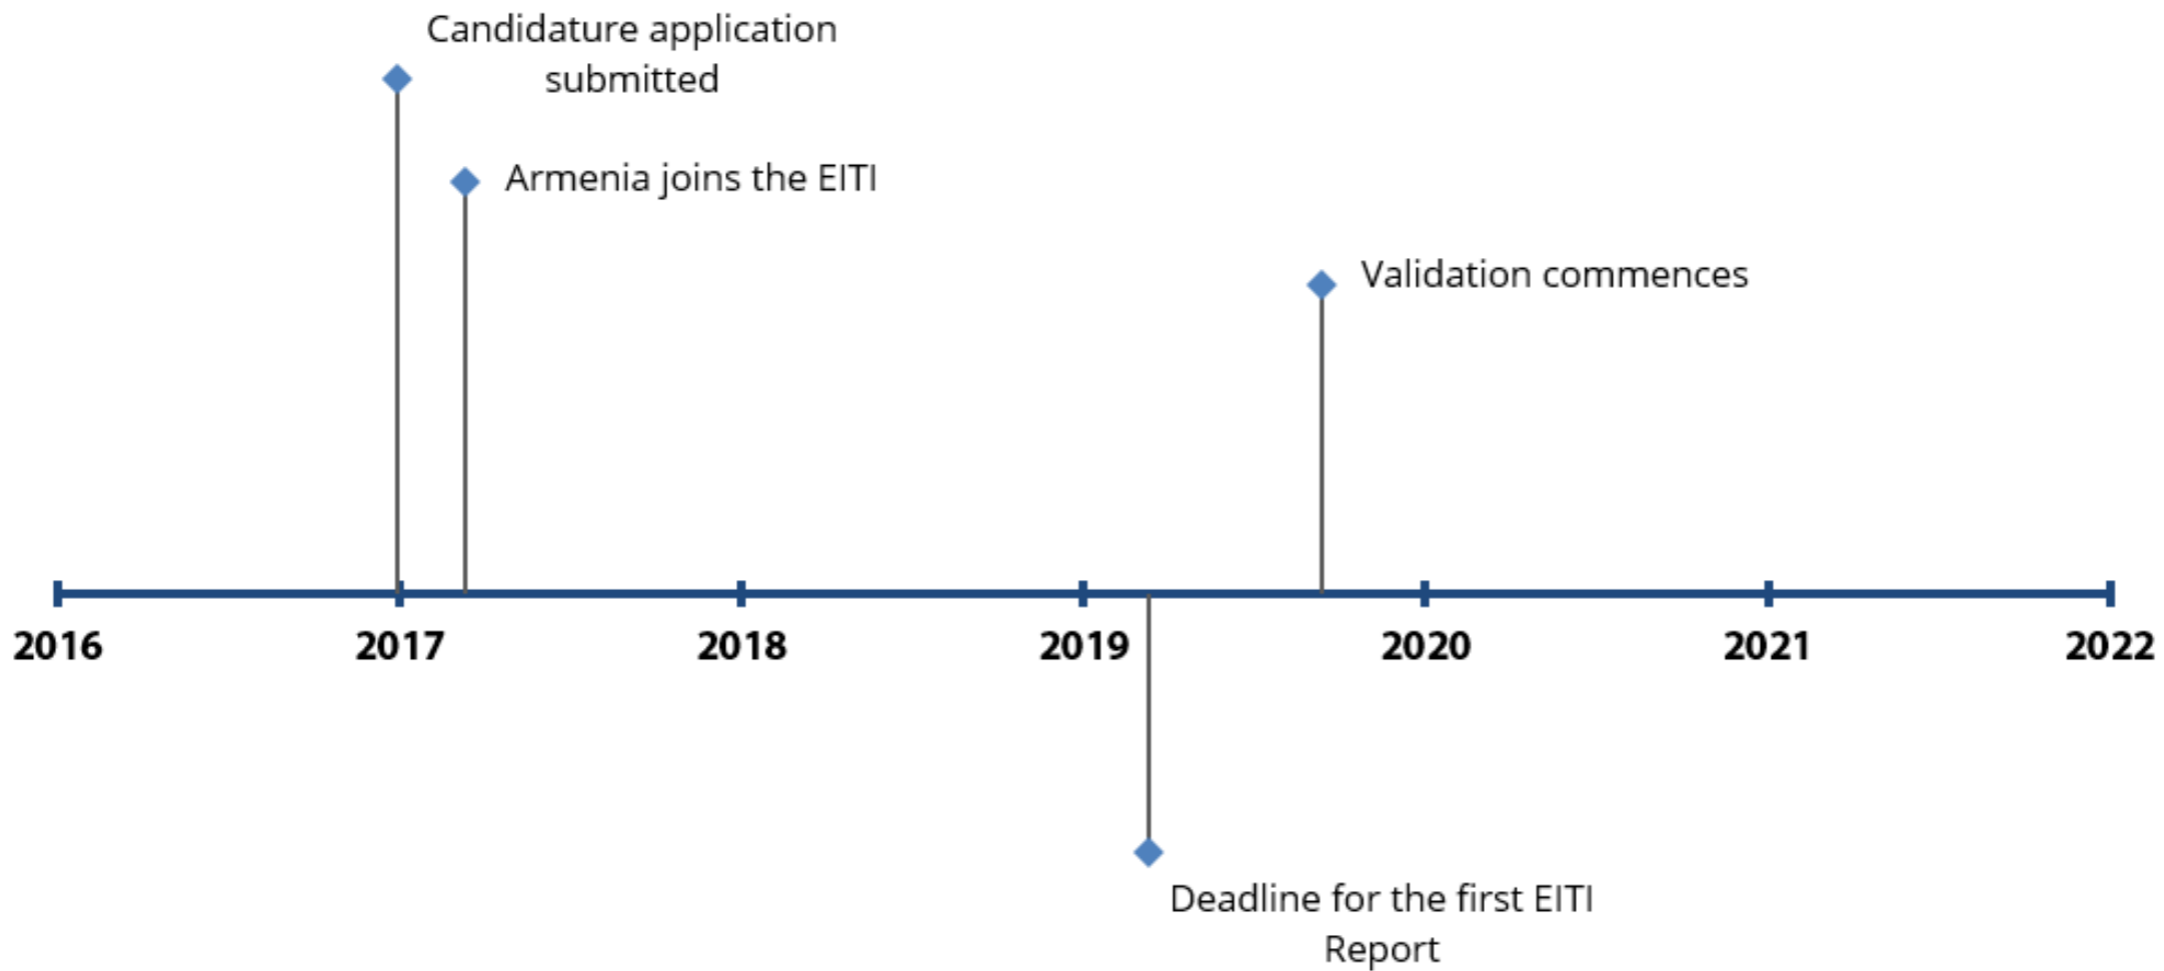 Candidature application
submitted
Armenia joins the EITI
Validation commences
2016 2017 2018 2019 2020 2021 2022
Deadline for the first EITI
Report